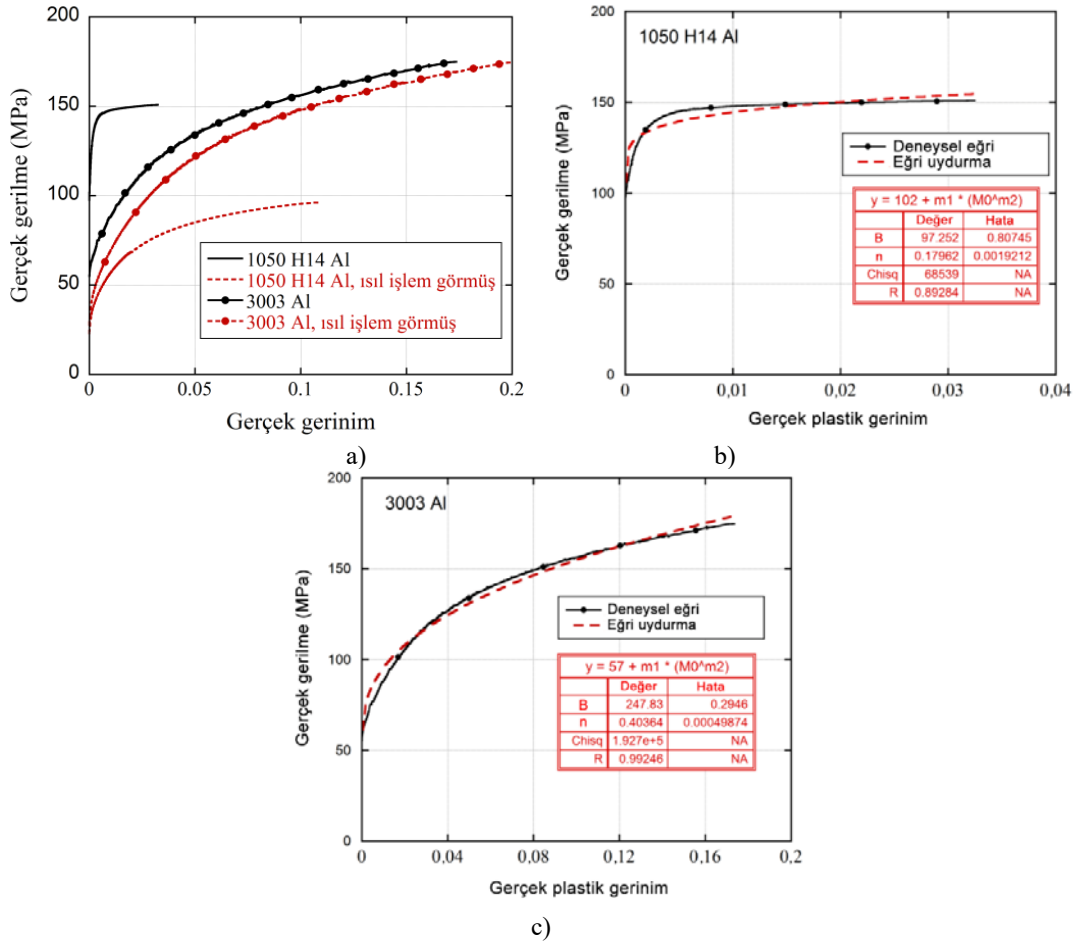 200
150
100
50
0
Gerçek gerilme (MPa)
1050 H14 Al
1050 H14 Al, ısıl işlem görmüş
3003 Al
3003 Al, ısıl işlem görmüş
0 0.05 0.1 0.15 0.2
Gerçek gerinim
a)
200
150
100
50
0
Gerçek gerilme (MPa)
1050 H14 Al
Deneysel eğri
Eğri uydurma
y = 102 + m1 * (M0^m2)
Değer Hata
B 97.252 0.80745
n 0.17962 0.0019212
Chisq 68539 NA
R 0.89284 NA
0 0,01 0,02 0,03 0,04
Gerçek plastik gerinim
b)
200
150
100
50
0
Gerçek gerilme (MPa)
3003 Al
Deneysel eğri
Eğri uydurma
y = 57 + m1 * (M0^m2)
Değer Hata
B 247.83 0.2946
n 0.40364 0.00049874
Chisq 1.927e+5 NA
R 0.99246 NA
0 0,04 0,08 0,12 0,16 0,2
Gerçek plastik gerinim
c)